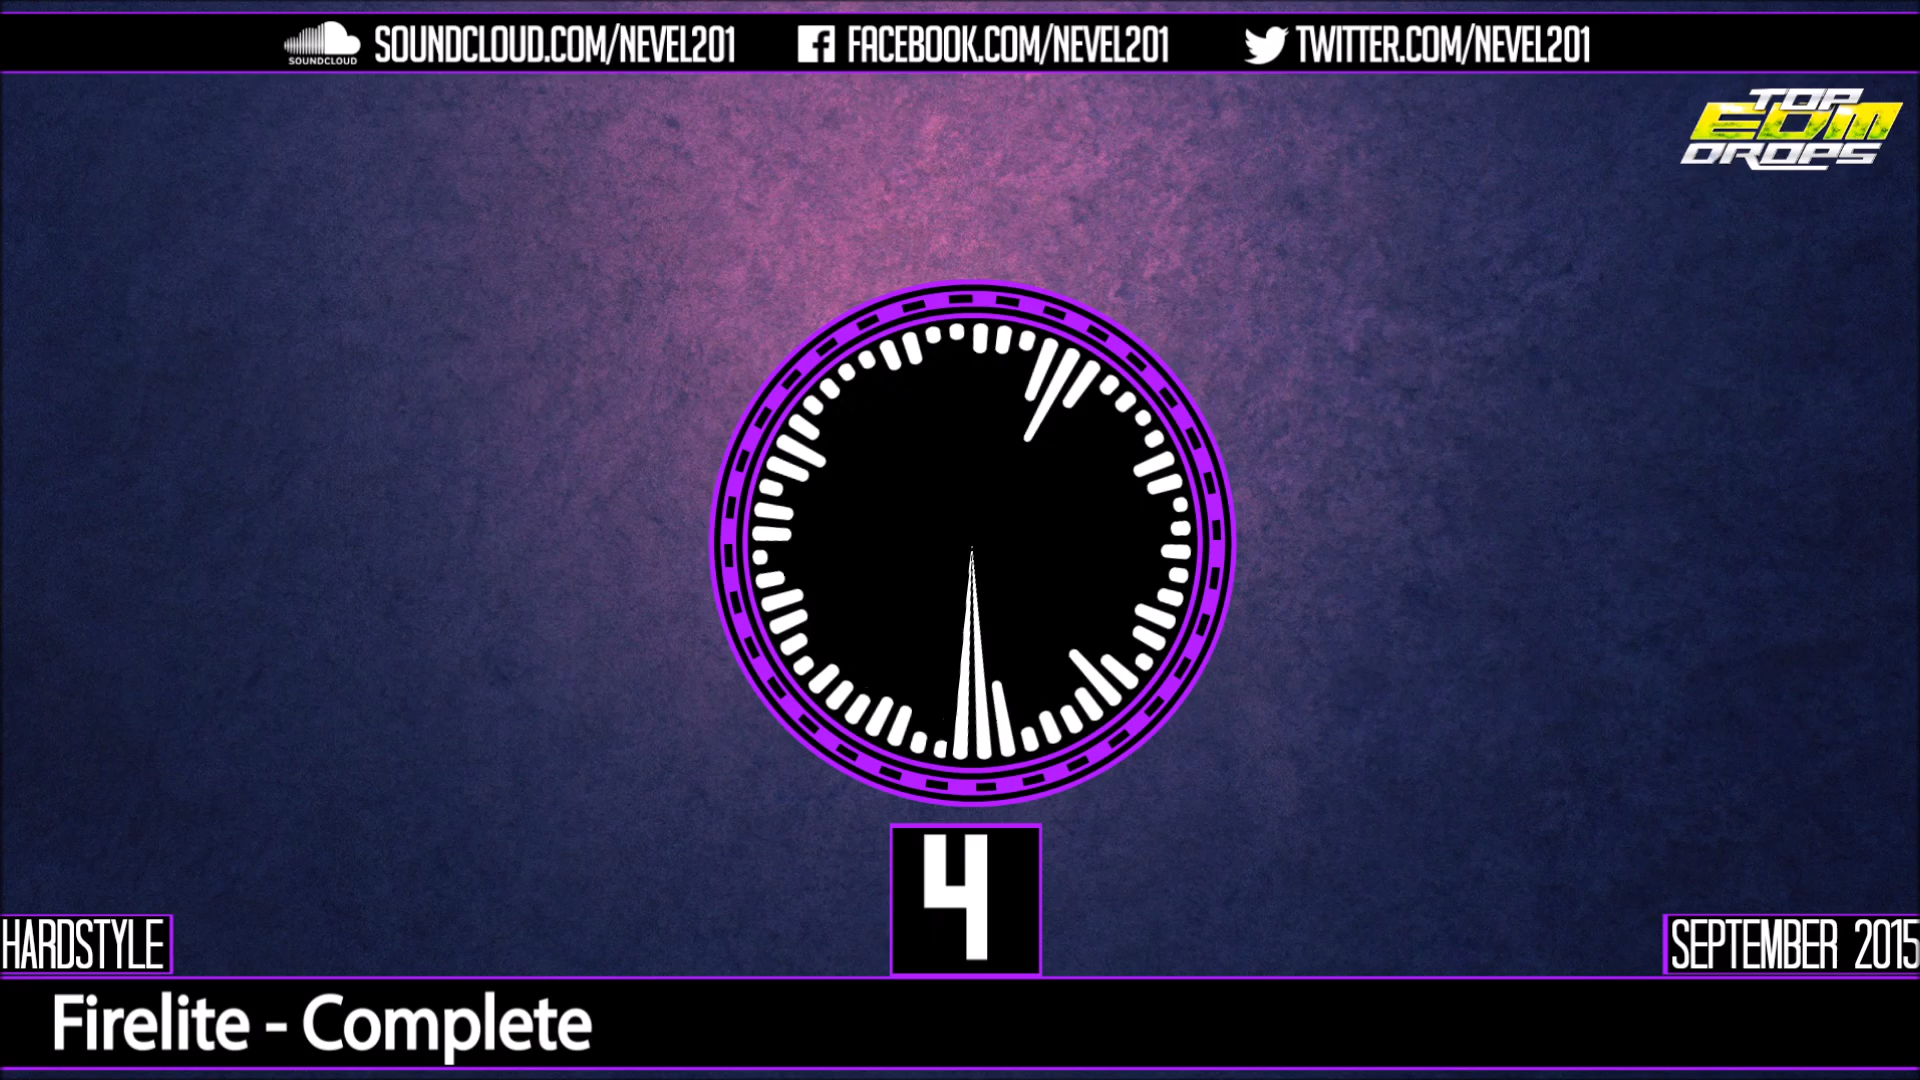 SOUNDCLOUD SOUNDCLOUD.COM/NEVEL201 FACEBOOK.COM/NEVEL201 TWITTER.COM/NEVEL201
TOP
EDM
DROPS
4
HARDSTYLE
SEPTEMBER 2015
Firelite - Complete